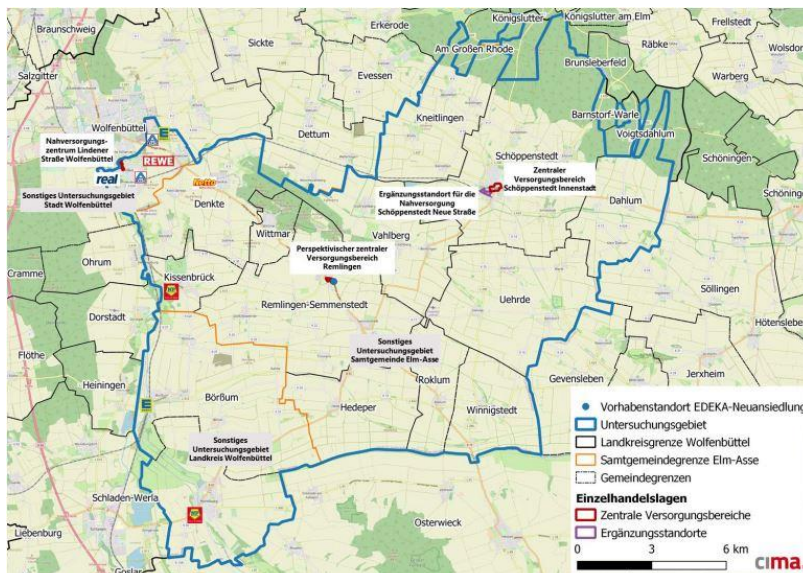 Braunschweig
Erkerode
Königslutter
Königslutter am Elm
Frellstedt
Sickte
Am Großen Rhode
Räbke
Wolsdorf
Salzgitter
Evessen
Brunsleberfeld
Warberg
Wolfenbüttel
E
Kneitlingen
Barnstorf-Warle
Dettum
Voigtsdahlum
Nahversorgungs-
zentrum Lindener
Straße Wolfenbüttel
REWE
real
Schöppenstedt
Zentraler
Versorgungsbereich
Schöppenstedt Innenstadt
Schöningen
Sonstiges Untersuchungsgebiet
Stadt Wolfenbüttel
Netto
Denkte
Ergänzungsstandort für die
Nahversorgung
Schöppenstedt Neue Straße
Dahlum
Wittmar
Vahlberg
Perspektivischer zentraler
Versorgungsbereich
Remlingen
Ohrum
Cramme
Kissenbrück
NP
Remlingen-Semmenstedt
Uehrde
Söllingen
Dorstadt
Hötensleben
Sonstiges
Untersuchungsgebiet
Samtgemeinde Elm-Asse
Flöthe
Heiningen
Roklum
Gevensleben
Jerxheim
Börßum
Hedeper
Winnigstedt
E
Sonstiges
Untersuchungsgebiet
Landkreis Wolfenbüttel
Schladen-Werla
NP
Osterwieck
Liebenburg
Goslar
Vorhabenstandort EDEKA-Neuansiedlung
Untersuchungsgebiet
Landkreisgrenze Wolfenbüttel
Samtgemeindegrenze Elm-Asse
Gemeindegrenzen
Einzelhandelslagen
Zentrale Versorgungsbereiche
Ergänzungsstandorte
0 3 6 km
cima.